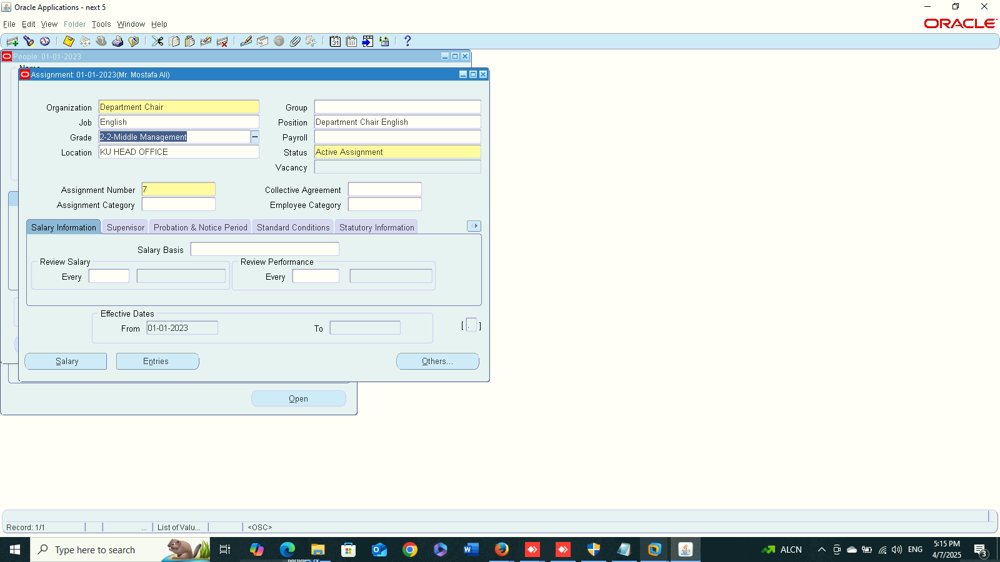 Oracle Applications - next 5
File Edit View Folder Tools Window Help
ORACLE
People: 01-01-2023
Name
Assignment: 01-01-2023(Mr. Mostafa Ali)
Organization Department Chair Group
Job English Position Department Chair English
Grade 2-2-Middle Management ... Payroll
Location KU HEAD OFFICE Status Active Assignment
Vacancy
Assignment Number 7 Collective Agreement
Assignment Category Employee Category
Salary Information Supervisor Probation & Notice Period Standard Conditions Statutory Information
Salary Basis
Review Salary Review Performance
Every Every
Effective Dates
From 01-01-2023 To [ . ]
Salary Entries Others...
Open
Record: 1/1 ... List of Valu... <OSC>
Type here to search
ALCN
ENG
5:15 PM
4/7/2025
3